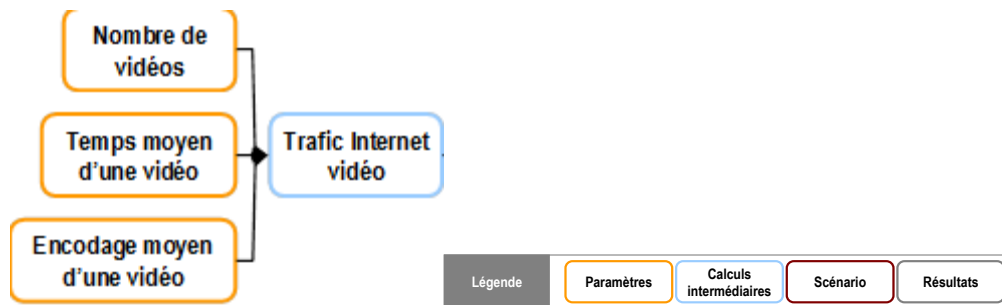 Nombre de
vidéos
Temps moyen
d'une vidéo
Trafic Internet
vidéo
Encodage moyen
d'une vidéo
Légende
Paramètres
Calculs
intermédiaires
Scénario
Résultats